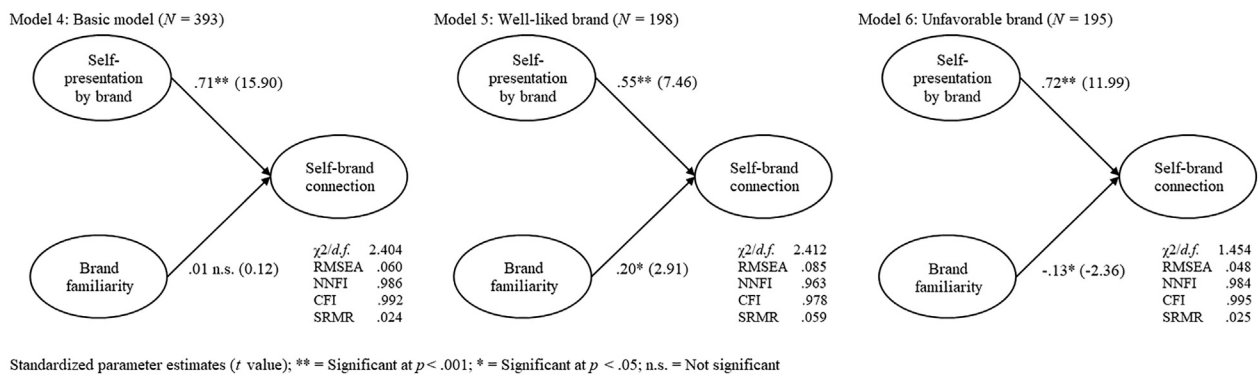 Model 4: Basic model (N = 393)
Self-
presentation
by brand
.71** (15.90)
Self-brand
connection
Brand
familiarity
.01 n.s. (0.12)
χ2/d.f. 2.404
RMSEA .060
NNFI .986
CFI .992
SRMR .024
Model 5: Well-liked brand (N = 198)
Self-
presentation
by brand
.55** (7.46)
Self-brand
connection
Brand
familiarity
.20* (2.91)
χ2/d.f. 2.412
RMSEA .085
NNFI .963
CFI .978
SRMR .059
Model 6: Unfavorable brand (N = 195)
Self-
presentation
by brand
.72** (11.99)
Self-brand
connection
Brand
familiarity
-.13* (-2.36)
χ2/d.f. 1.454
RMSEA .048
NNFI .984
CFI .995
SRMR .025
Standardized parameter estimates (t value); ** = Significant at p < .001; * = Significant at p < .05; n.s. = Not significant